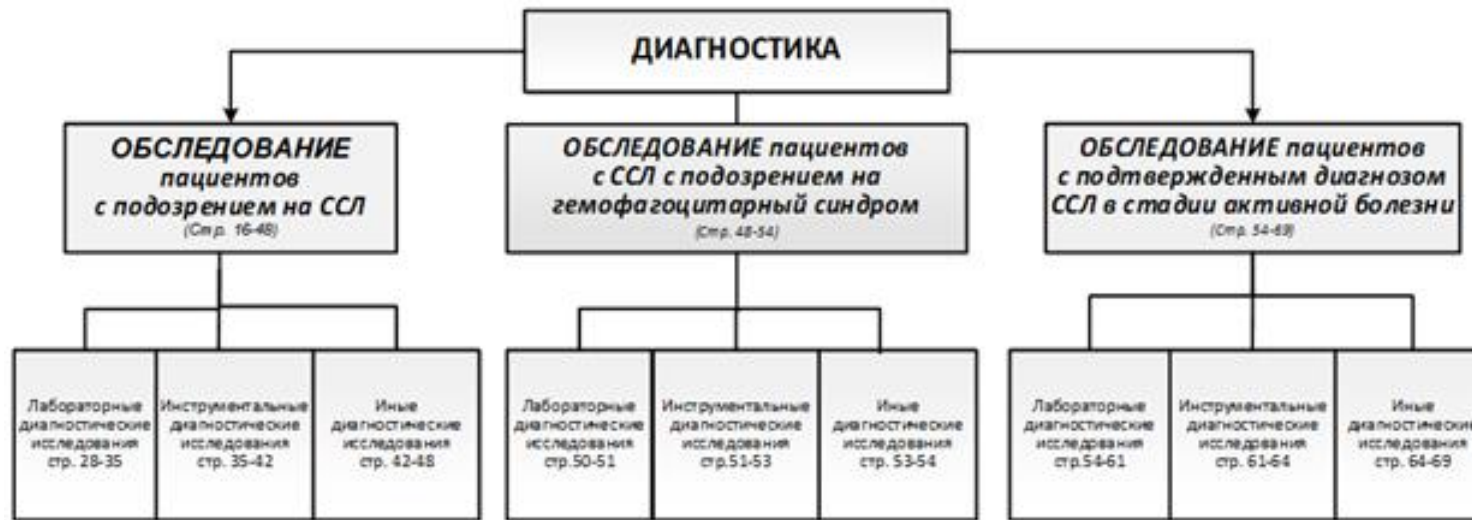 ДИАГНОСТИКА
ОБСЛЕДОВАНИЕ
пациентов
с подозрением на ССЛ
(Стр. 16-48)
ОБСЛЕДОВАНИЕ пациентов
с ССЛ с подозрением на
гемофагоцитарный синдром
(Стр. 48-54)
ОБСЛЕДОВАНИЕ пациентов
с подтвержденным диагнозом
ССЛ в стадии активной болезни
(Стр. 54-69)
Лабораторные
диагностические
исследования
стр. 28-35
Инструментальные
диагностические
исследования
стр. 35-42
Иные
диагностические
исследования
стр. 42-48
Лабораторные
диагностические
исследования
стр.50-51
Инструментальные
диагностические
исследования
стр.51-53
Иные
диагностические
исследования
стр. 53-54
Лабораторные
диагностические
исследования
стр.54-61
Инструментальные
диагностические
исследования
стр. 61-64
Иные
диагностические
исследования
стр. 64-69